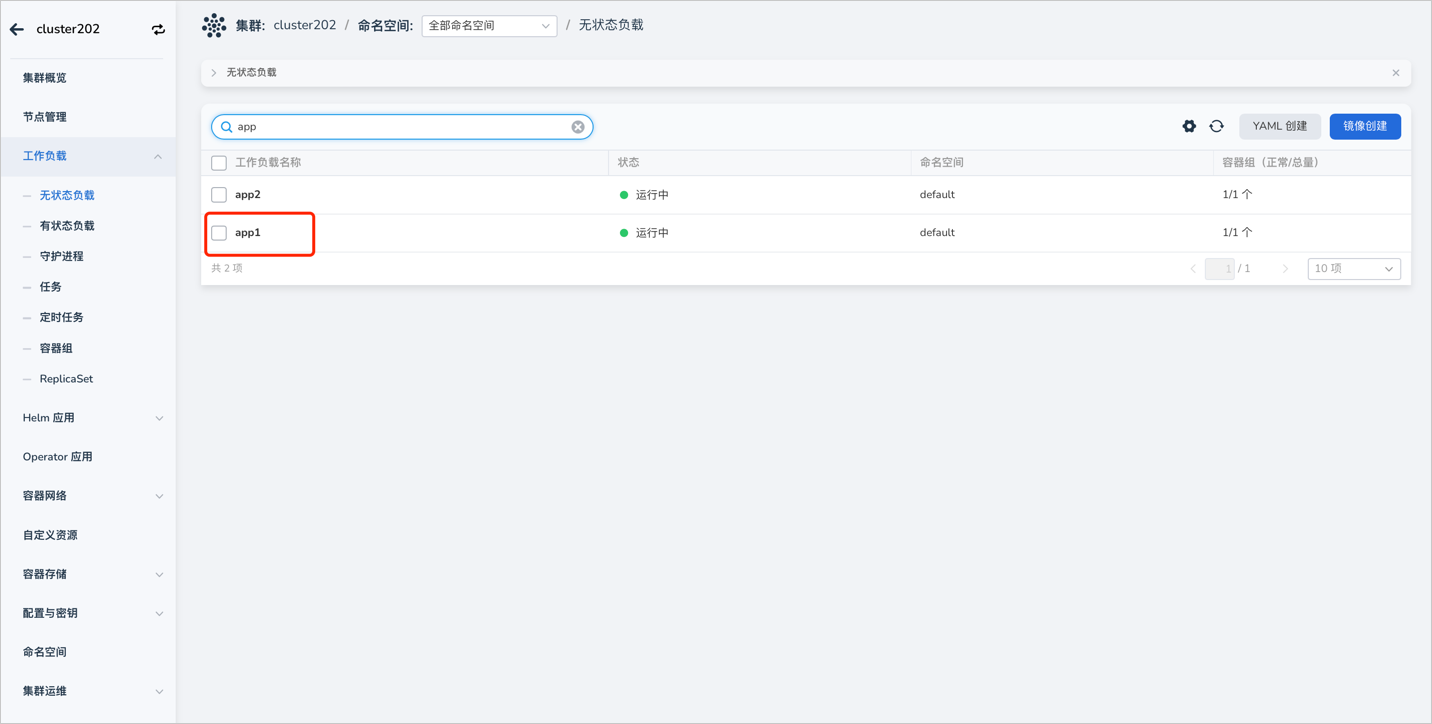 cluster202
集群概览
节点管理
工作负载
无状态负载
有状态负载
守护进程
任务
定时任务
容器组
ReplicaSet
Helm 应用
Operator 应用
容器网络
自定义资源
容器存储
配置与密钥
命名空间
集群运维
集群: cluster202 / 命名空间: 全部命名空间 / 无状态负载
无状态负载
app YAML 创建 镜像创建
工作负载名称 状态 命名空间 容器组（正常/总量）
app2 运行中 default 1/1 个
app1 运行中 default 1/1 个
共 2 项 1 / 1 10 项